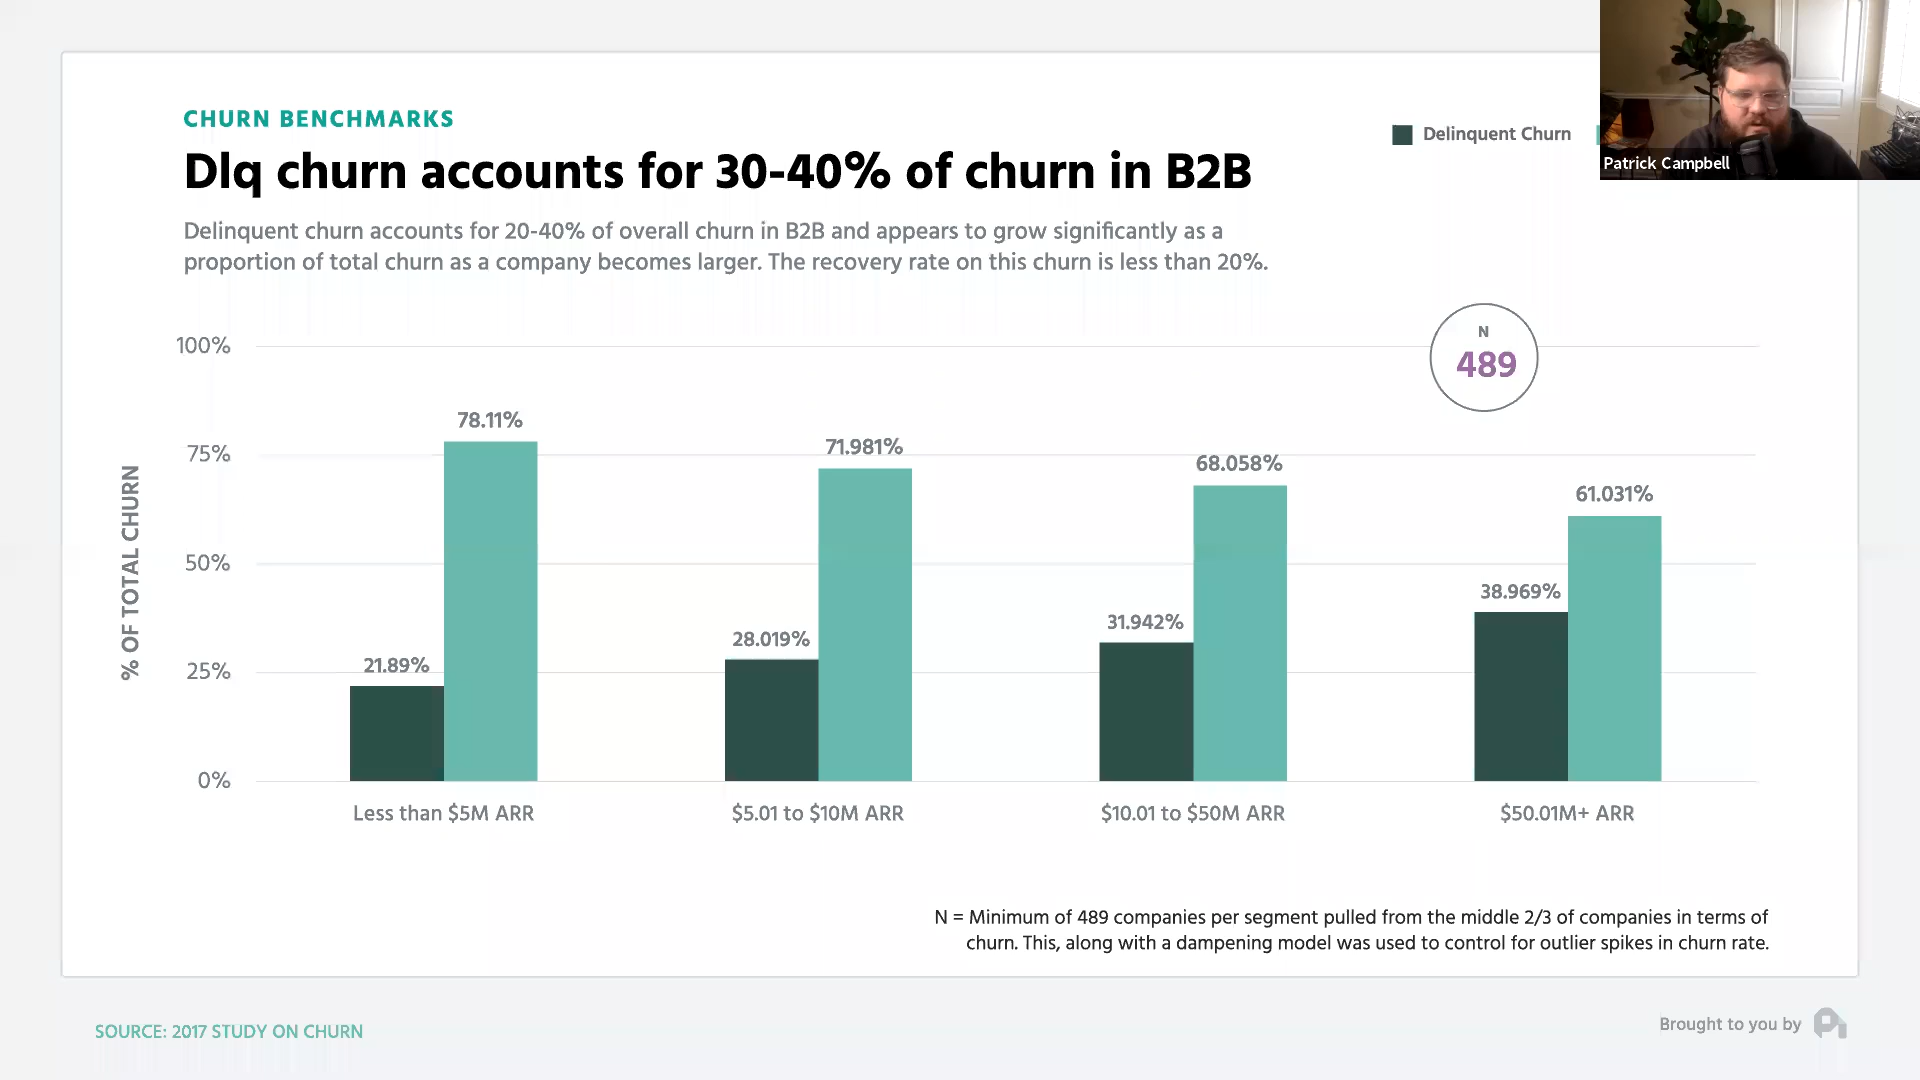 CHURN BENCHMARKS
Dlq churn accounts for 30-40% of churn in B2B
Delinquent churn accounts for 20-40% of overall churn in B2B and appears to grow significantly as a
proportion of total churn as a company becomes larger. The recovery rate on this churn is less than 20%.
Delinquent Churn
Patrick Campbell
N
489
% OF TOTAL CHURN
100%
75%
50%
25%
0%
21.89%
78.11%
28.019%
71.981%
31.942%
68.058%
38.969%
61.031%
Less than $5M ARR
$5.01 to $10M ARR
$10.01 to $50M ARR
$50.01M+ ARR
N = Minimum of 489 companies per segment pulled from the middle 2/3 of companies in terms of
churn. This, along with a dampening model was used to control for outlier spikes in churn rate.
SOURCE: 2017 STUDY ON CHURN
Brought to you by